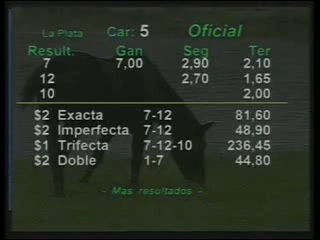 La Plata Car: 5 Oficial
Result. Gan Seg Ter
7 7,00 2,90 2,10
12 2,70 1,65
10 2,00
$2 Exacta 7-12 81,60
$2 Imperfecta 7-12 48,90
$1 Trifecta 7-12-10 236,45
$2 Doble 1-7 44,80
- Mas resultados -